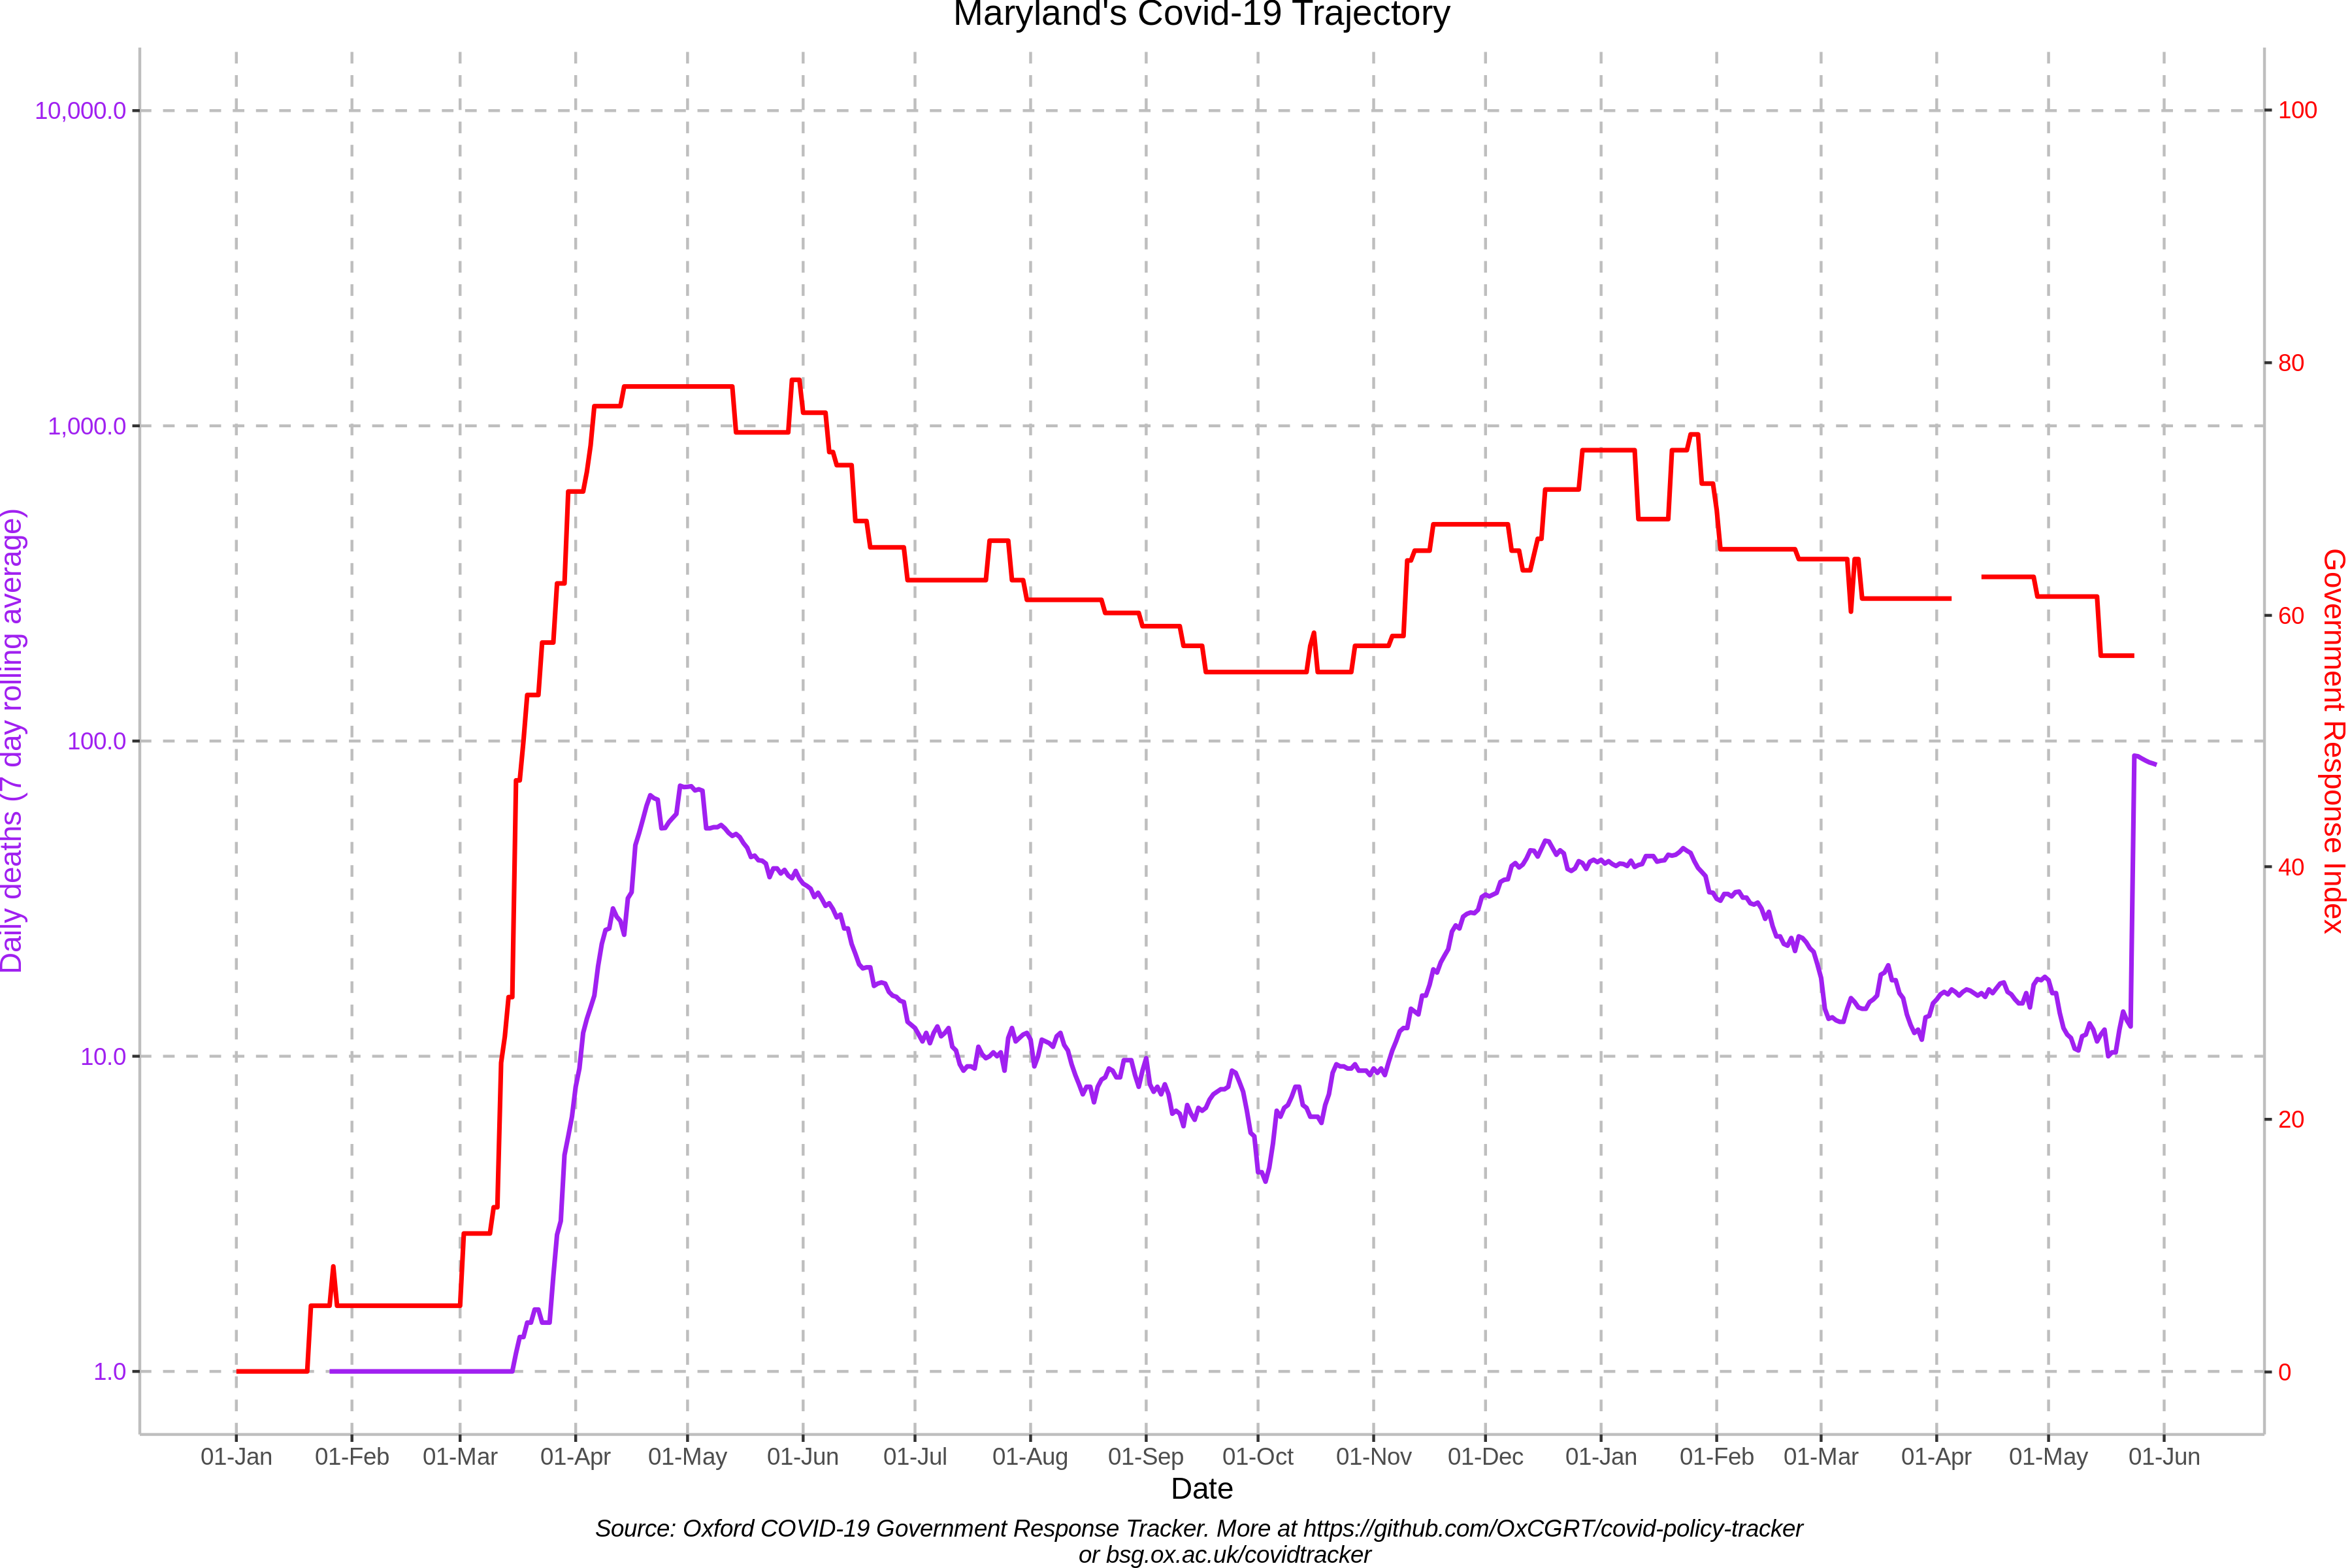 Maryland's Covid-19 Trajectory
10,000.0
1,000.0
100.0
10.0
1.0
Daily deaths (7 day rolling average)
100
80
60
40
20
0
Government Response Index
01-Jan 01-Feb 01-Mar 01-Apr 01-May 01-Jun 01-Jul 01-Aug 01-Sep 01-Oct 01-Nov 01-Dec 01-Jan 01-Feb 01-Mar 01-Apr 01-May 01-Jun
Date
Source: Oxford COVID-19 Government Response Tracker. More at https://github.com/OxCGRT/covid-policy-tracker
or bsg.ox.ac.uk/covidtracker